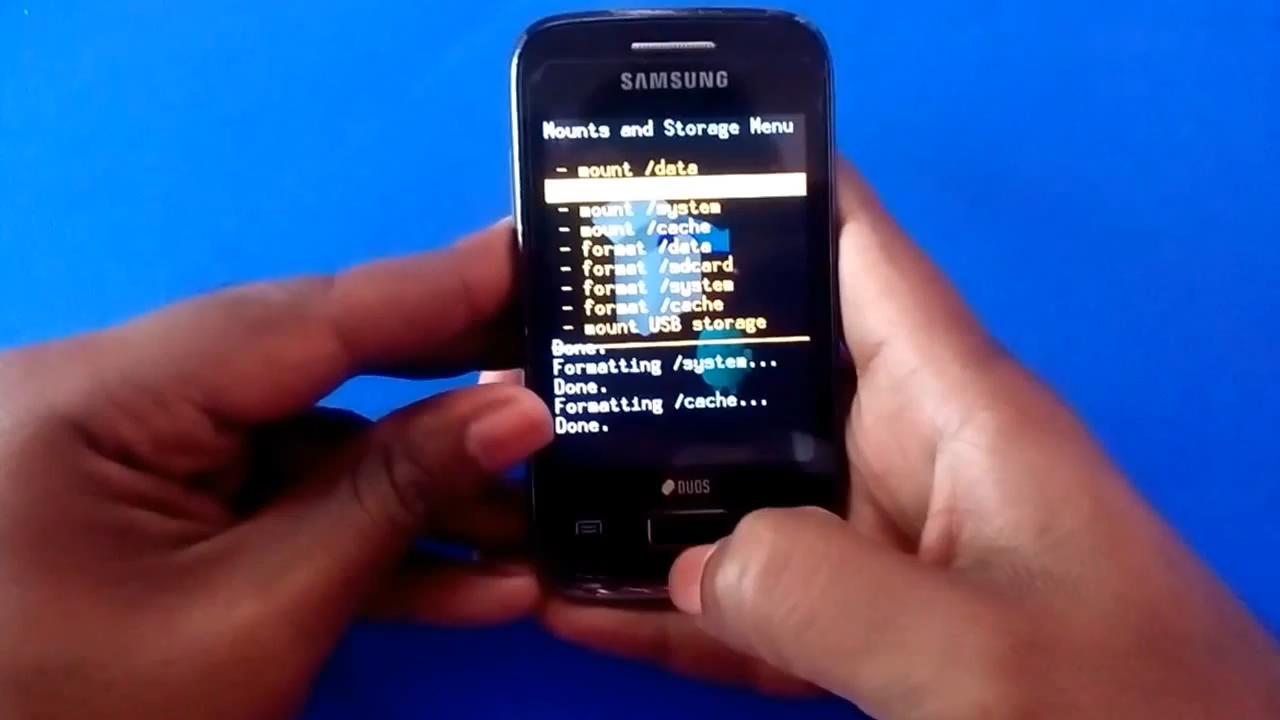 SAMSUNG
Mounts and Storage Menu
- mount /data
- mount /system
- mount /cache
- format /data
- format /sdcard
- format /system
- format /cache
- mount USB storage
Done.
Formatting /system...
Done.
Formatting /cache...
Done.
DUOS